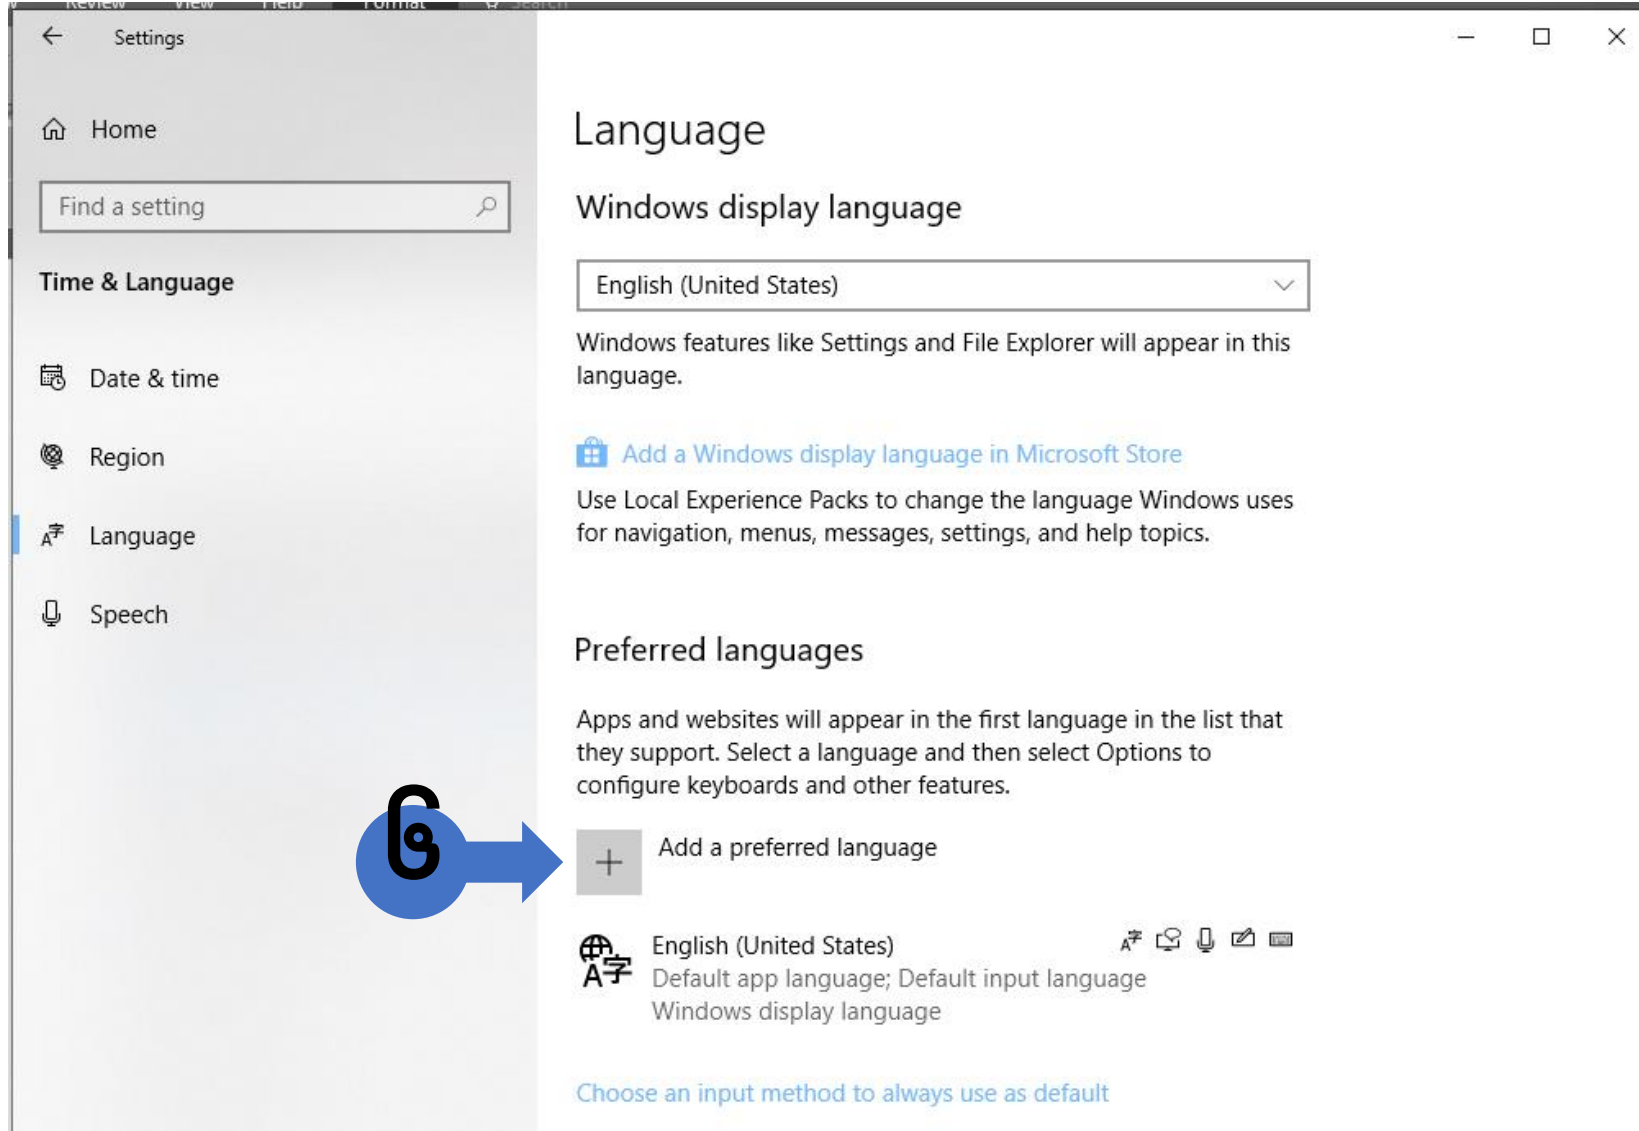 Review View Help Format Search
Settings
Home
Find a setting
Time & Language
Date & time
Region
Language
Speech
Language
Windows display language
English (United States)
Windows features like Settings and File Explorer will appear in this
language.
Add a Windows display language in Microsoft Store
Use Local Experience Packs to change the language Windows uses
for navigation, menus, messages, settings, and help topics.
Preferred languages
Apps and websites will appear in the first language in the list that
they support. Select a language and then select Options to
configure keyboards and other features.
Add a preferred language
English (United States)
Default app language; Default input language
Windows display language
Choose an input method to always use as default